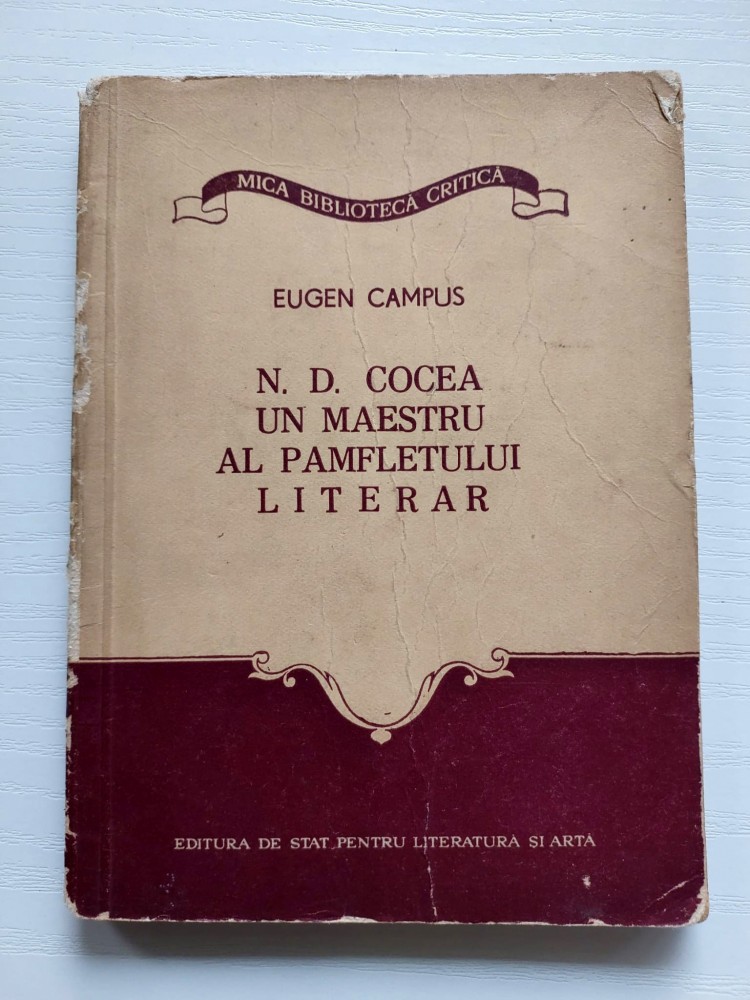 MICA BIBLIOTECĂ CRITICĂ
EUGEN CAMPUS
N. D. COCEA
UN MAESTRU
AL PAMFLETULUI
LITERAR
EDITURA DE STAT PENTRU LITERATURĂ ȘI ARTĂ